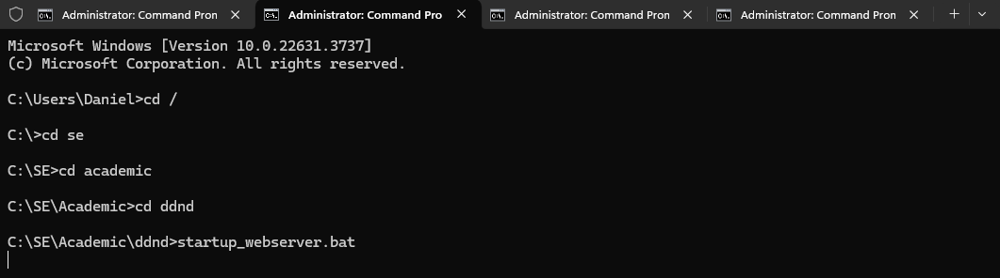 Administrator: Command Pron
Administrator: Command Pro
Administrator: Command Pron
Administrator: Command Pron
Microsoft Windows [Version 10.0.22631.3737]
(c) Microsoft Corporation. All rights reserved.
C:\Users\Daniel>cd /
C:\>cd se
C:\SE>cd academic
C:\SE\Academic>cd ddnd
C:\SE\Academic\ddnd>startup_webserver.bat